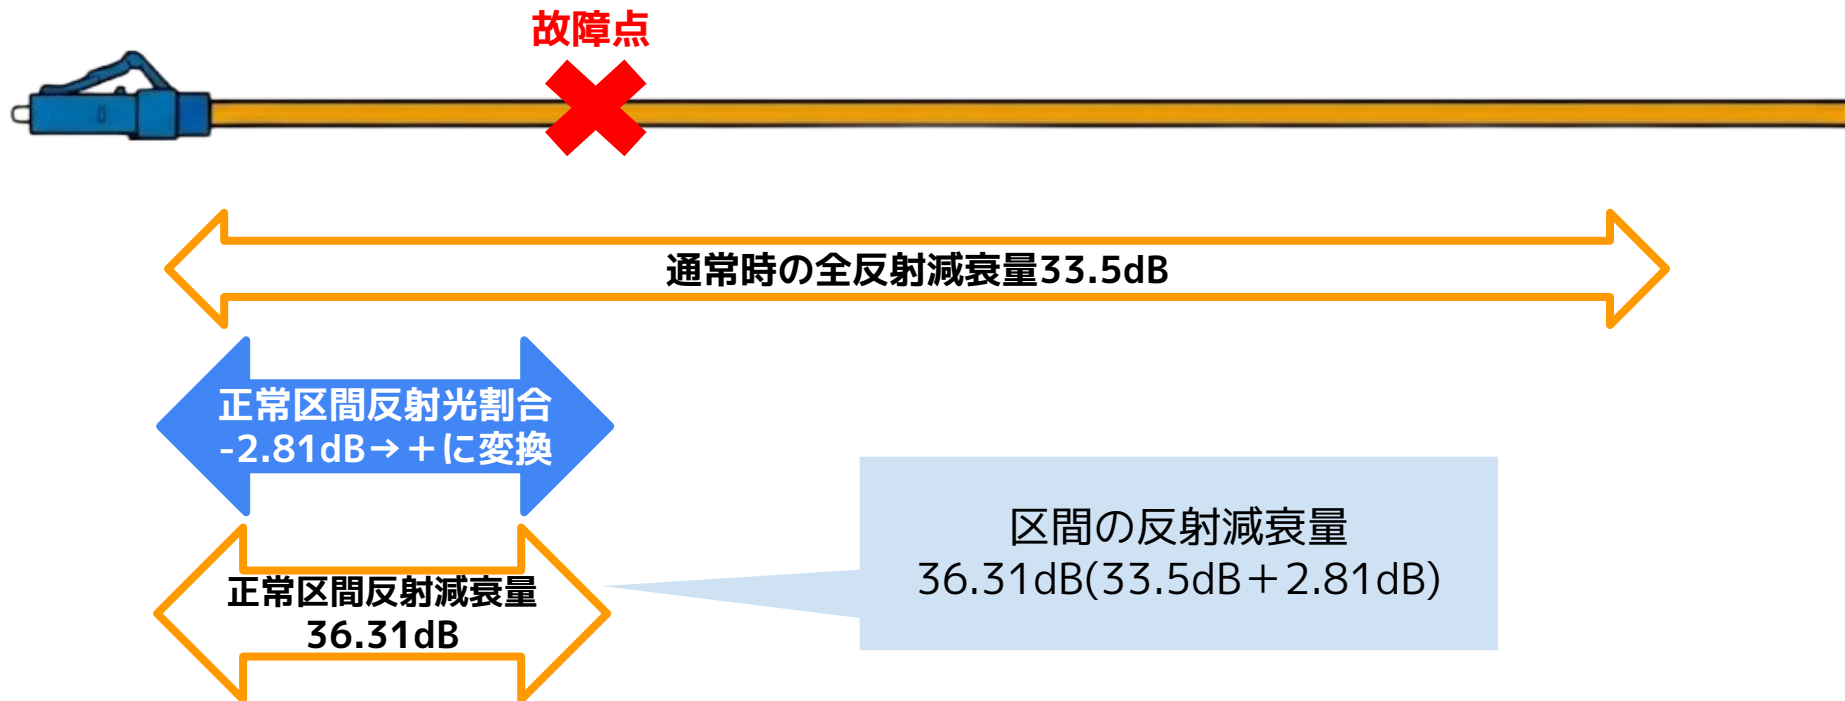 故障点
通常時の全反射減衰量33.5dB
正常区間反射光割合
-2.81dB→＋に変換
区間の反射減衰量
36.31dB(33.5dB＋2.81dB)
正常区間反射減衰量
36.31dB